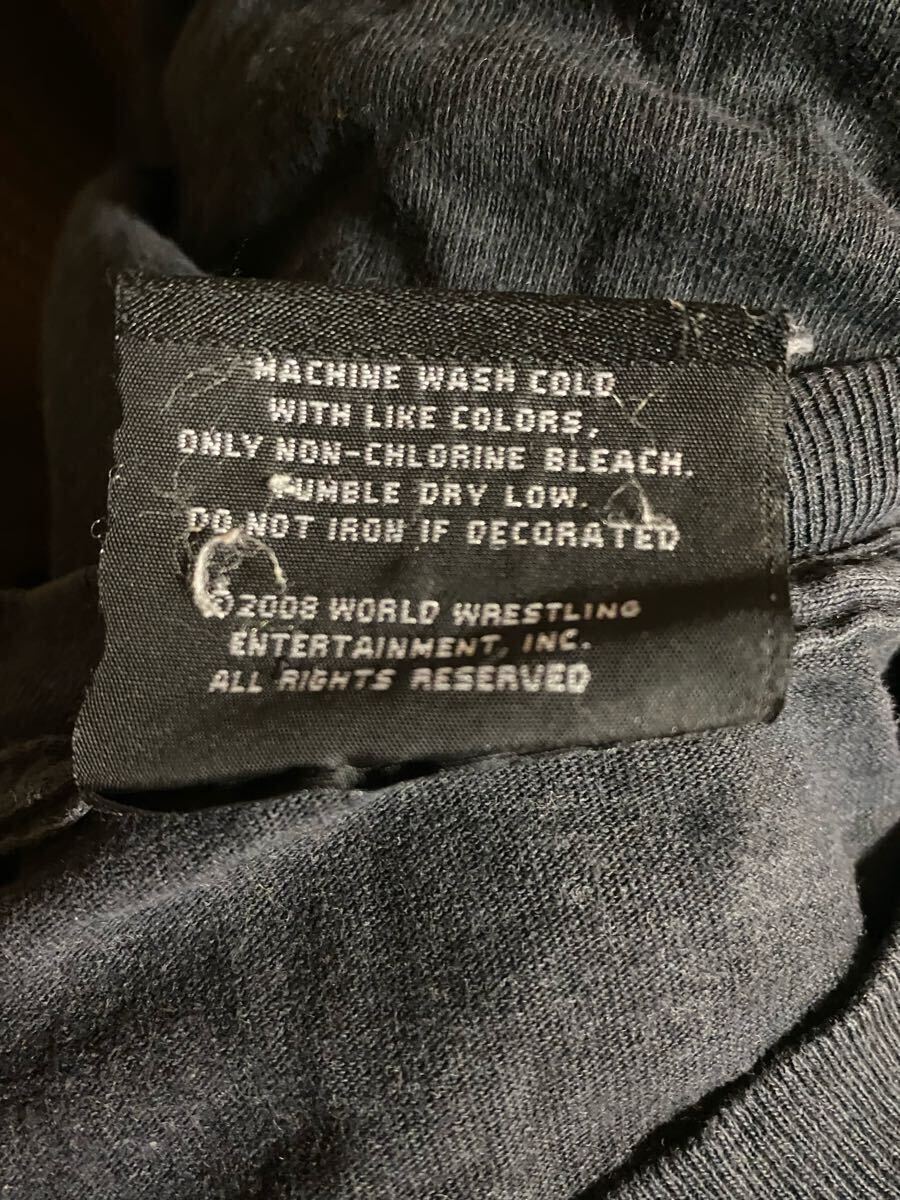 MACHINE WASH COLD
WITH LIKE COLORS,
ONLY NON-CHLORINE BLEACH.
TUMBLE DRY LOW.
DO NOT IRON IF DECORATED
©2008 WORLD WRESTLING
ENTERTAINMENT, INC.
ALL RIGHTS RESERVED